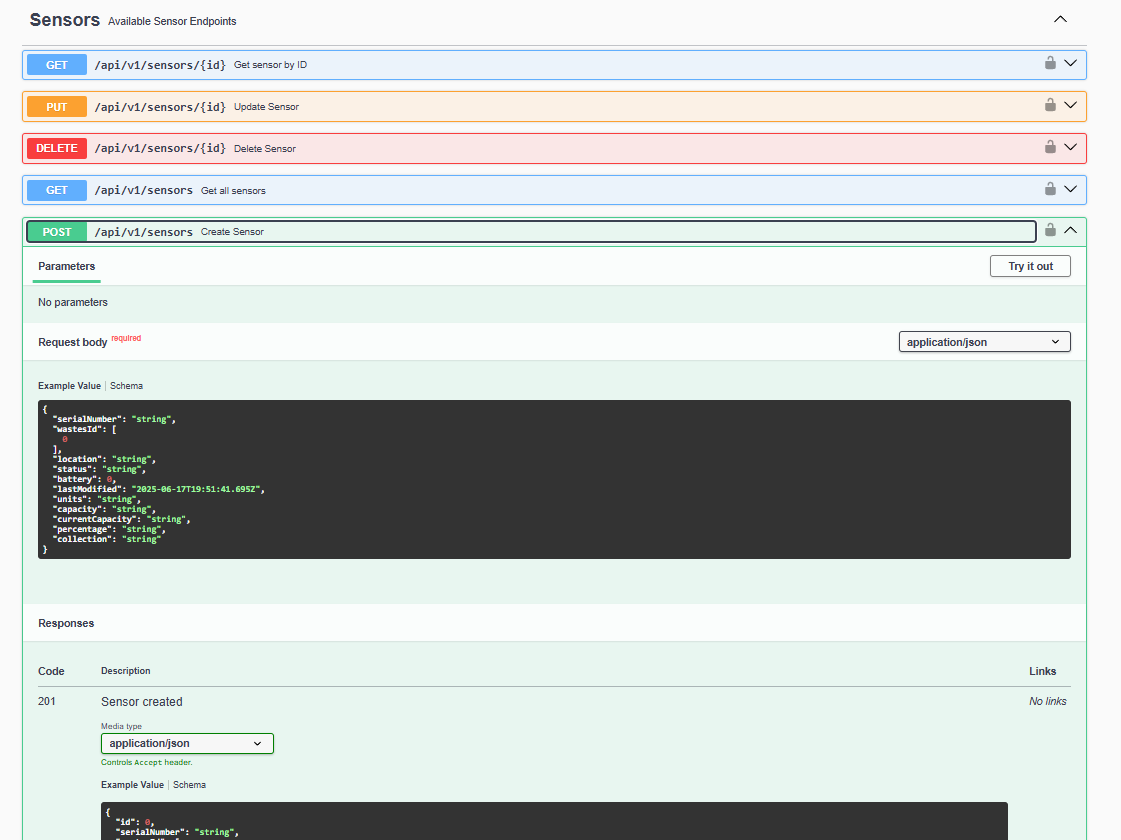 Sensors Available Sensor Endpoints
GET /api/v1/sensors/{id} Get sensor by ID
PUT /api/v1/sensors/{id} Update Sensor
DELETE /api/v1/sensors/{id} Delete Sensor
GET /api/v1/sensors Get all sensors
POST /api/v1/sensors Create Sensor
Parameters Try it out
No parameters
Request body required application/json
Example Value | Schema
{
"serialNumber": "string",
"wastesId": [
0
],
"location": "string",
"status": "string",
"battery": 0,
"lastModified": "2025-06-17T19:51:41.695Z",
"units": "string",
"capacity": "string",
"currentCapacity": "string",
"percentage": "string",
"collection": "string"
}
Responses
Code Description Links
201 Sensor created No links
Media type
application/json
Controls Accept header.
Example Value | Schema
{
"id": 0,
"serialNumber": "string",